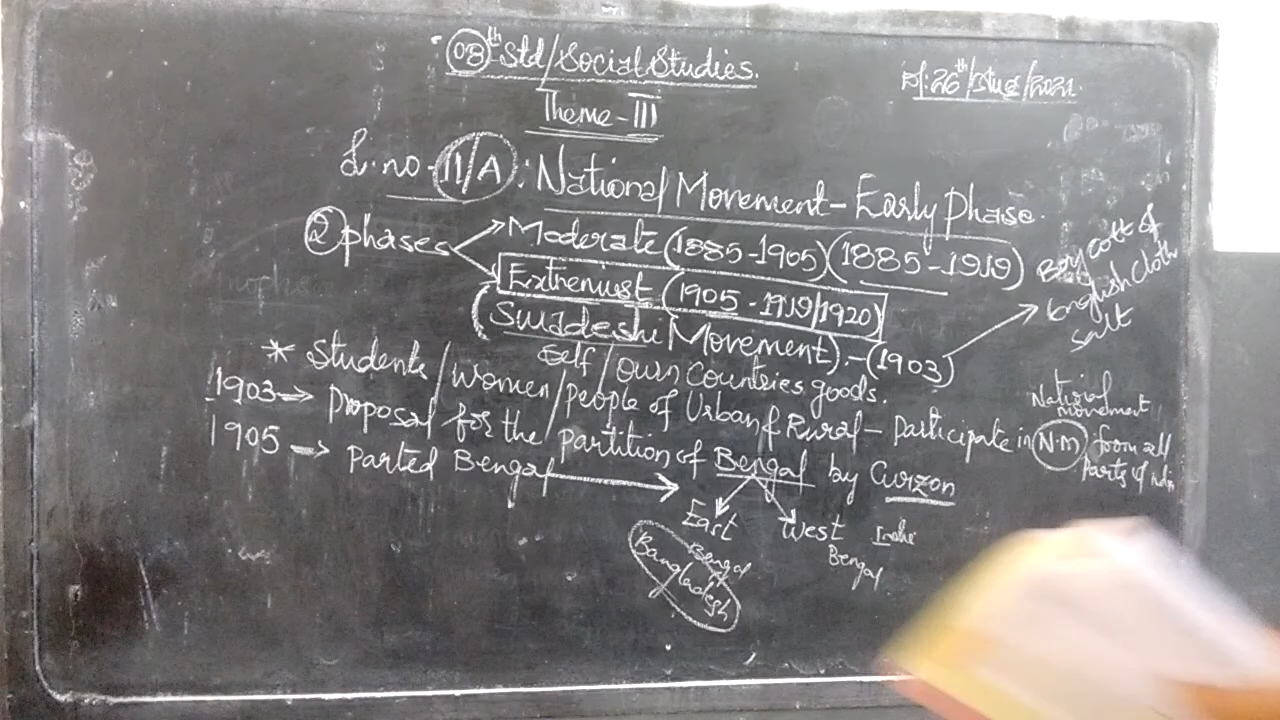 08th Std/Social Studies.
Dt.26th/Aug/2021.
Theme - III
L.no-11/A: National Movement - Early Phase.
2 phases
Moderate (1885-1905) (1885-1919)
Extremist (1905 - 1919/1920)
(Swadeshi Movement).-(1903)
Boycott of
English Cloth
Salt
Self/own Countries goods.
* Students/Women/People of Urban & Rural - Participate in N.M from all
Parts of India
National
movement
1903 → Proposal for the partition of Bengal by Curzon
1905 → Parted Bengal →
East
Bengal
Bangladesh
West
Bengal
India